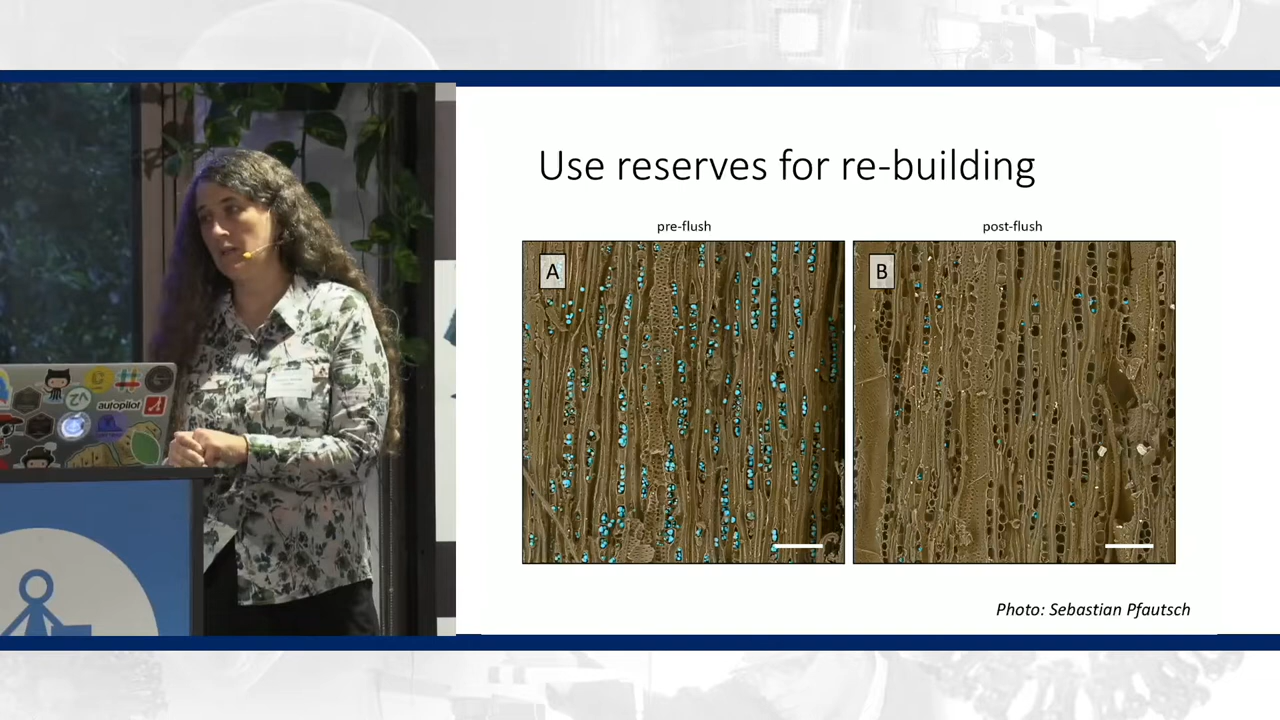 Use reserves for re-building
pre-flush
post-flush
A
B
Photo: Sebastian Pfautsch
autopilot